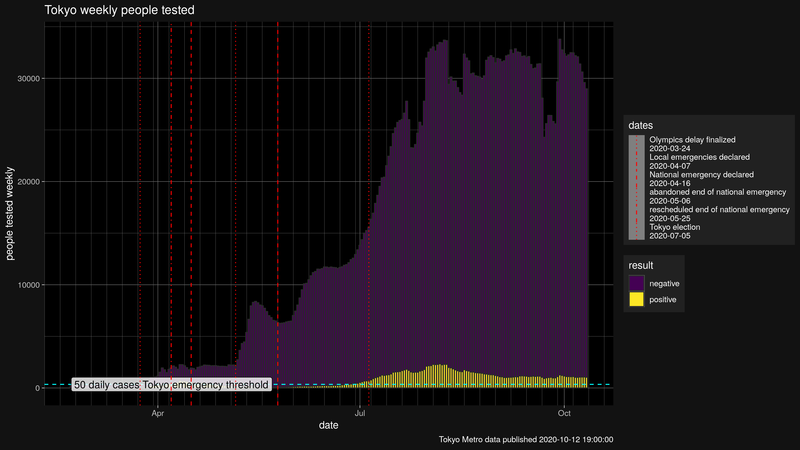 Tokyo weekly people tested
people tested weekly
30000
20000
10000
0
50 daily cases Tokyo emergency threshold
Apr
Jul
Oct
date
Tokyo Metro data published 2020-10-12 19:00:00
dates
Olympics delay finalized
2020-03-24
Local emergencies declared
2020-04-07
National emergency declared
2020-04-16
abandoned end of national emergency
2020-05-06
rescheduled end of national emergency
2020-05-25
Tokyo election
2020-07-05
result
negative
positive